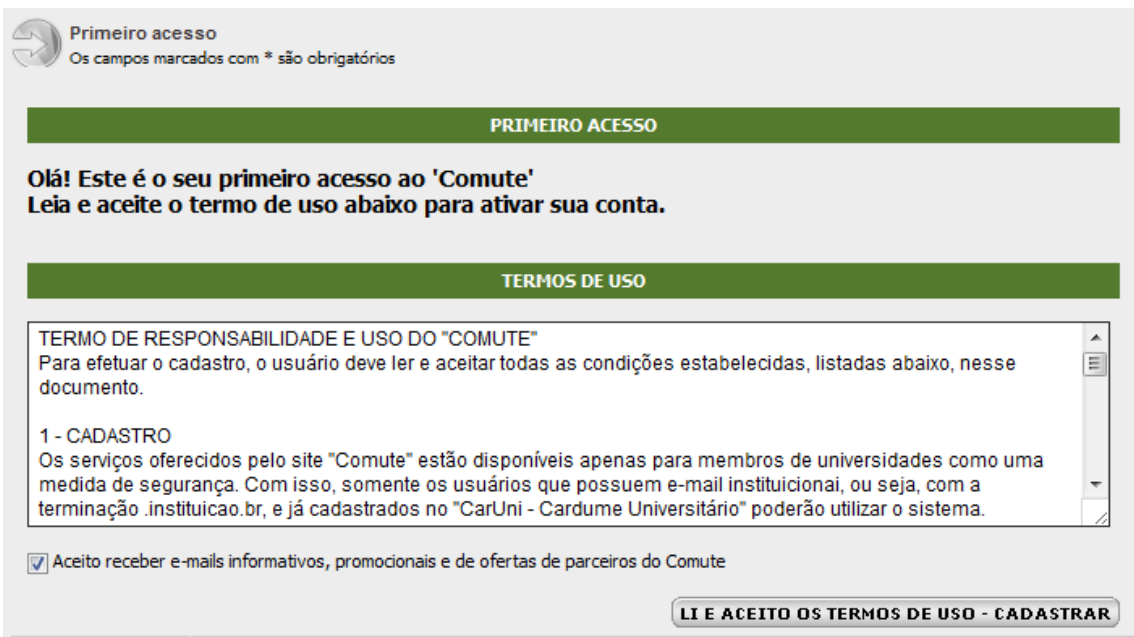 Primeiro acesso
Os campos marcados com * são obrigatórios
PRIMEIRO ACESSO
Olá! Este é o seu primeiro acesso ao 'Comute'
Leia e aceite o termo de uso abaixo para ativar sua conta.
TERMOS DE USO
TERMO DE RESPONSABILIDADE E USO DO "COMUTE"
Para efetuar o cadastro, o usuário deve ler e aceitar todas as condições estabelecidas, listadas abaixo, nesse
documento.
1 - CADASTRO
Os serviços oferecidos pelo site "Comute" estão disponíveis apenas para membros de universidades como uma
medida de segurança. Com isso, somente os usuários que possuem e-mail instituicional, ou seja, com a
terminação .instituicao.br, e já cadastrados no "CarUni - Cardume Universitário" poderão utilizar o sistema.
Aceito receber e-mails informativos, promocionais e de ofertas de parceiros do Comute
LI E ACEITO OS TERMOS DE USO - CADASTRAR